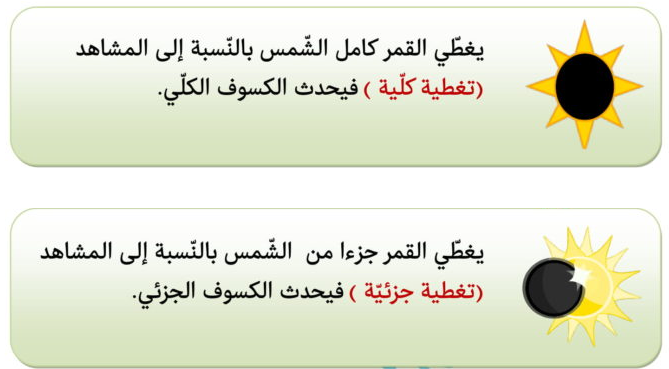 يغطّي القمر كامل الشّمس بالنّسبة إلى المشاهد
(تغطية كلّية ) فيحدث الكسوف الكلّي.
يغطّي القمر جزءا من الشّمس بالنّسبة إلى المشاهد
(تغطية جزئيّة ) فيحدث الكسوف الجزئي.